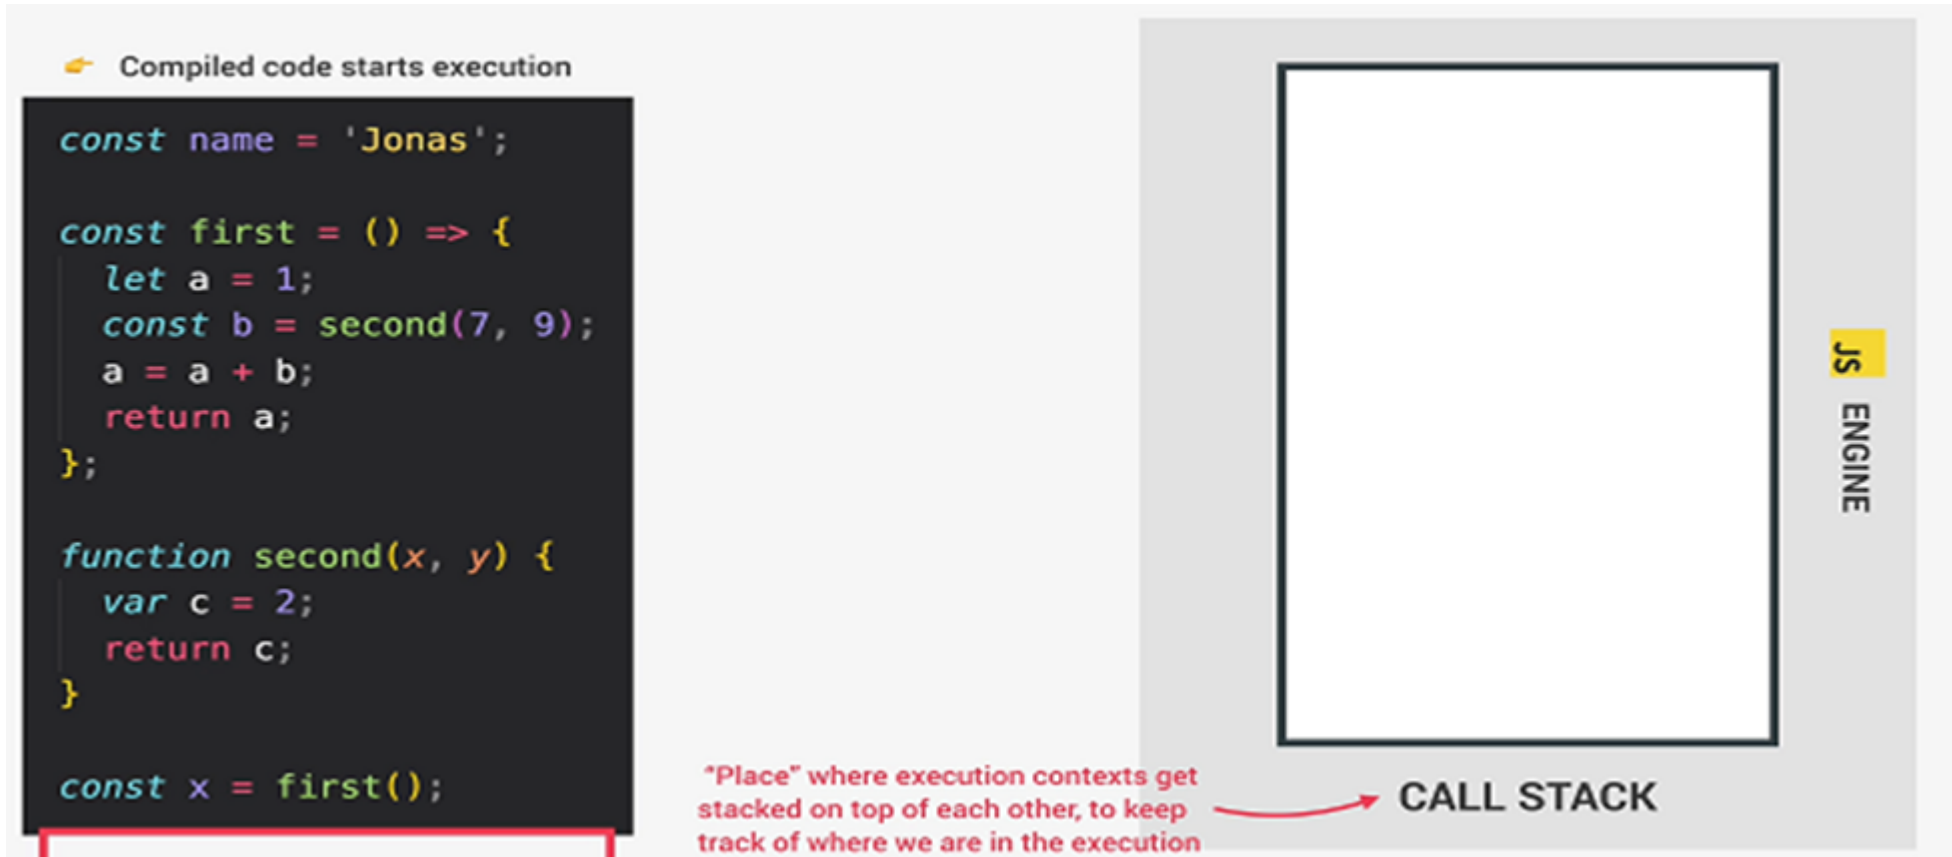 Compiled code starts execution
const name = 'Jonas';
const first = () => {
let a = 1;
const b = second(7, 9);
a = a + b;
return a;
};
function second(x, y) {
var c = 2;
return c;
}
const x = first();
“Place” where execution contexts get
stacked on top of each other, to keep
track of where we are in the execution
CALL STACK
JS ENGINE